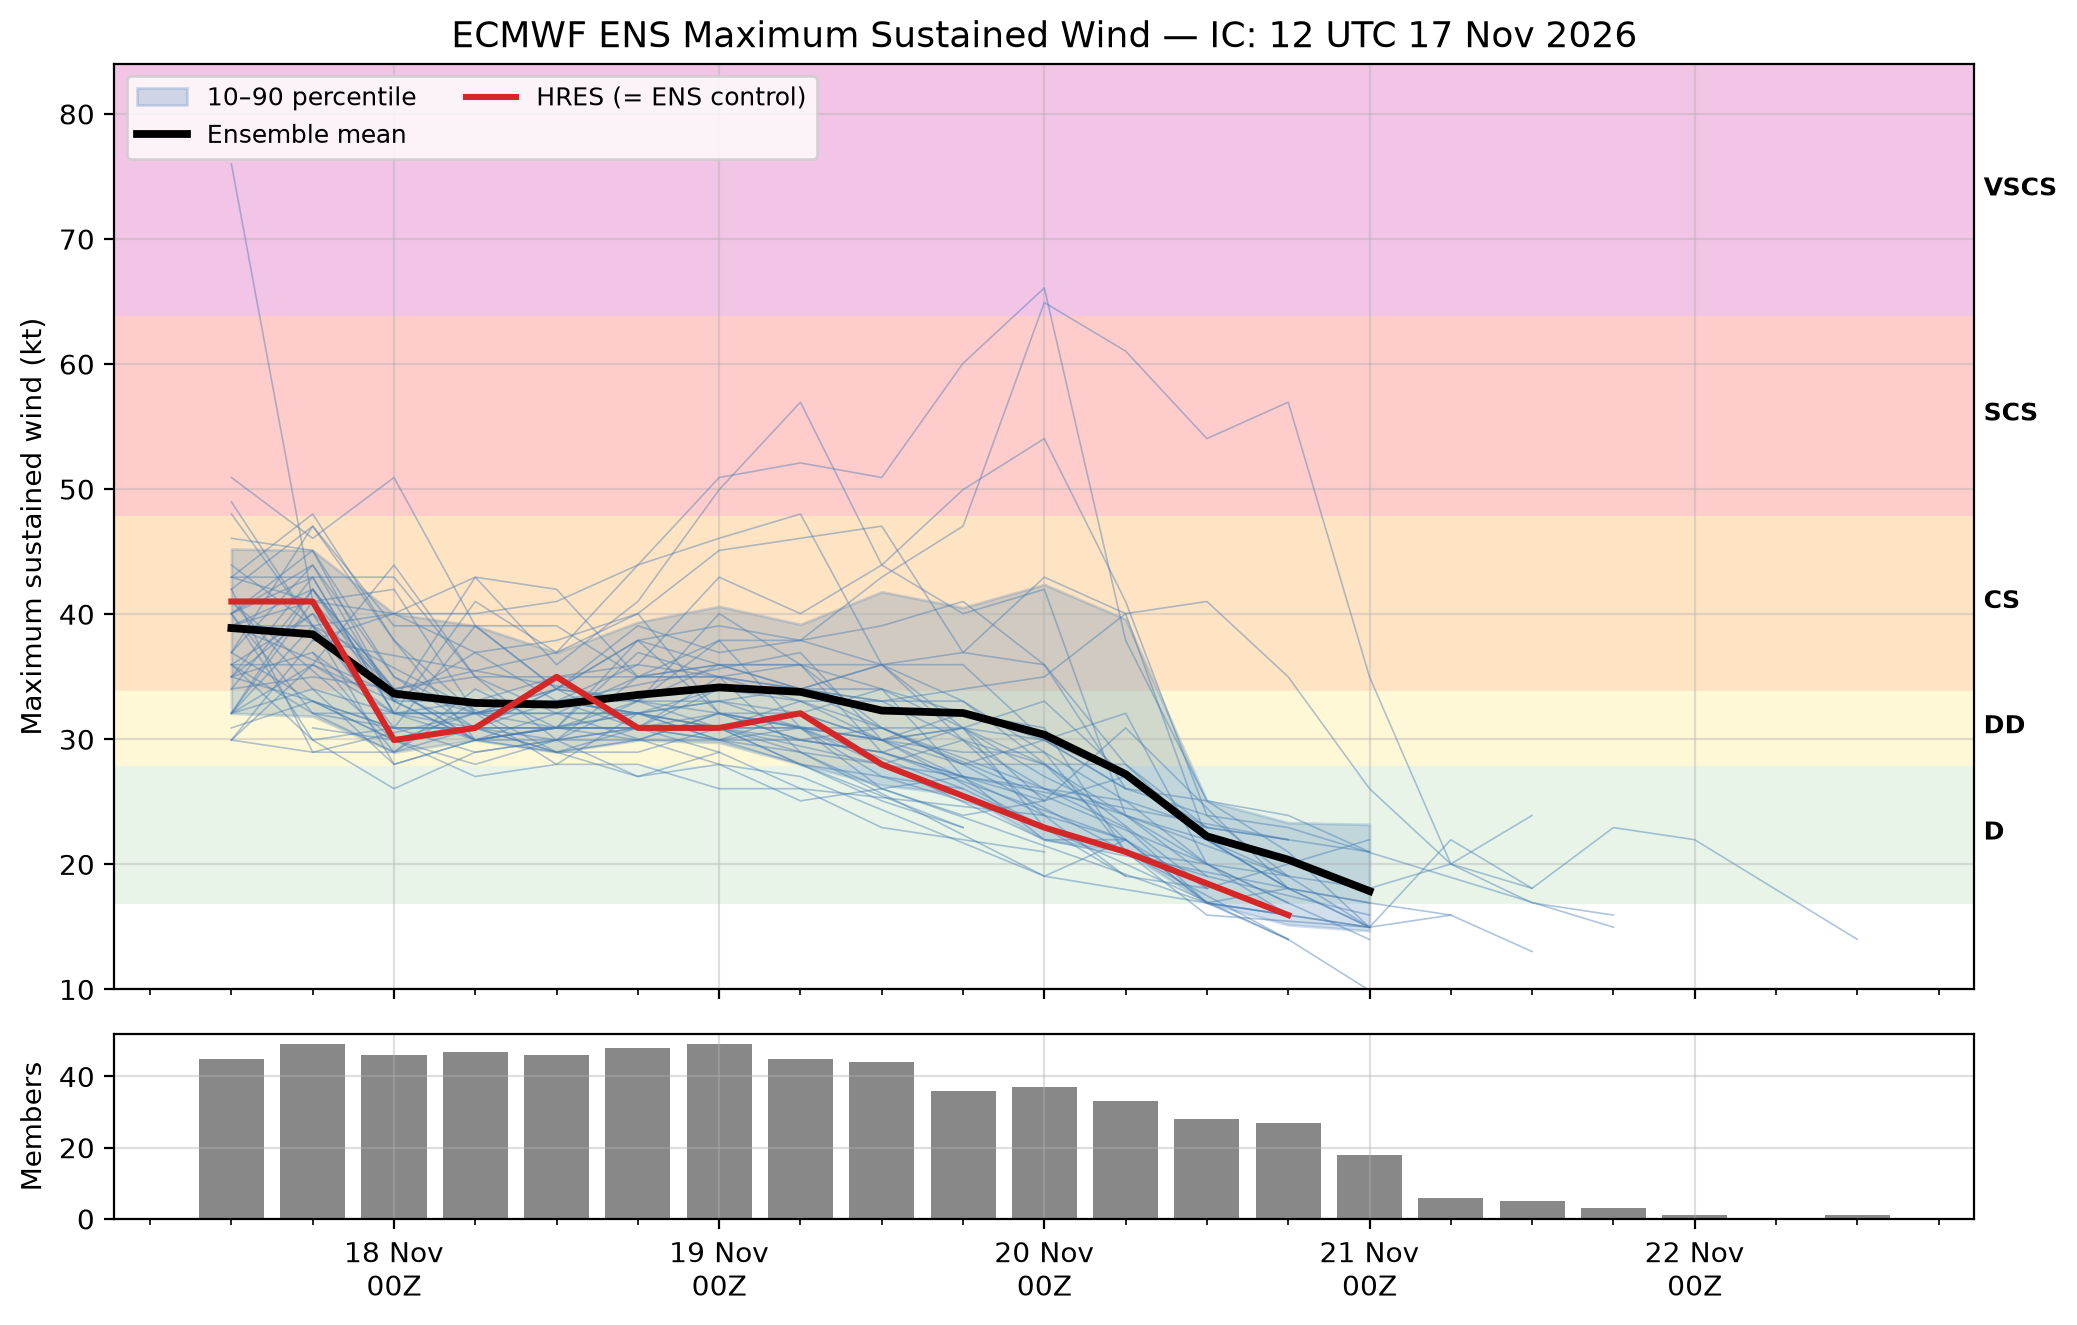 ECMWF ENS Maximum Sustained Wind — IC: 12 UTC 17 Nov 2026
10–90 percentile
Ensemble mean
HRES (= ENS control)
Maximum sustained wind (kt)
80
70
60
50
40
30
20
10
VSCS
SCS
CS
DD
D
Members
40
20
0
18 Nov
00Z
19 Nov
00Z
20 Nov
00Z
21 Nov
00Z
22 Nov
00Z